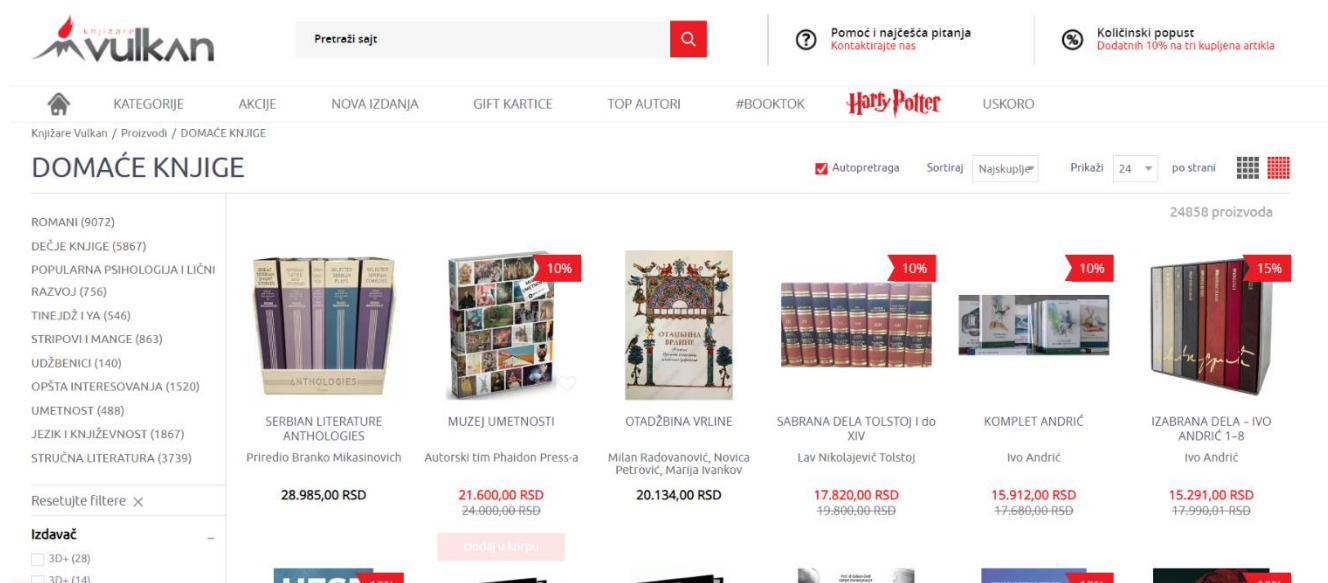 knjižare
vulkan
Pretraži sajt
Pomoć i najčešća pitanja
Kontaktirajte nas
Količinski popust
Dodatnih 10% na tri kupljena artikla
KATEGORIJE
AKCIJE
NOVA IZDANJA
GIFT KARTICE
TOP AUTORI
#BOOKTOK
Harry Potter
USKORO
Knjižare Vulkan / Proizvodi / DOMAĆE KNJIGE
DOMAĆE KNJIGE
Autopretraga
Sortiraj
Najskuplje
Prikaži
24
po strani
24858 proizvoda
ROMANI (9072)
DEČJE KNJIGE (5867)
POPULARNA PSIHOLOGIJA I LIČNI
RAZVOJ (756)
TINEJDŽ I YA (546)
STRIPOVI I MANGE (863)
UDŽBENICI (140)
OPŠTA INTERESOVANJA (1520)
UMETNOST (488)
JEZIK I KNJIŽEVNOST (1867)
STRUČNA LITERATURA (3739)
Resetujte filtere ×
Izdavač
3D+ (28)
3D+ (14)
ANTHOLOGIES
SERBIAN LITERATURE
ANTHOLOGIES
Priredio Branko Mikasinovich
28.985,00 RSD
10%
MUZEJ UMETNOSTI
Autorski tim Phaidon Press-a
21.600,00 RSD
24.000,00 RSD
Dodaj u korpu
ОТАЏБИНА
ВРЛИНЕ
OTADŽBINA VRLINE
Milan Radovanović, Novica
Petrović, Marija Ivankov
20.134,00 RSD
10%
SABRANA DELA TOLSTOJ I do
XIV
Lav Nikolajevič Tolstoj
17.820,00 RSD
19.800,00 RSD
10%
KOMPLET ANDRIĆ
Ivo Andrić
15.912,00 RSD
17.680,00 RSD
15%
IZABRANA DELA – IVO
ANDRIĆ 1–8
Ivo Andrić
15.291,00 RSD
17.990,01 RSD